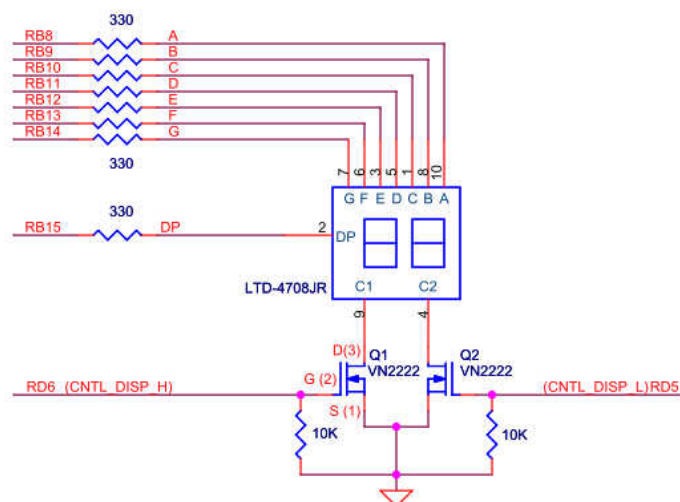 330
RB8 A
RB9 B
RB10 C
RB11 D
RB12 E
RB13 F
RB14 G
330
7 6 3 5 1 8 10
G F E D C B A
330
RB15 DP 2 DP
LTD-4708JR
C1 C2
9 4
D(3) Q1 Q2
VN2222 VN2222
G (2)
RD6 (CNTL_DISP_H) (CNTL_DISP_L)RD5
S (1)
10K 10K